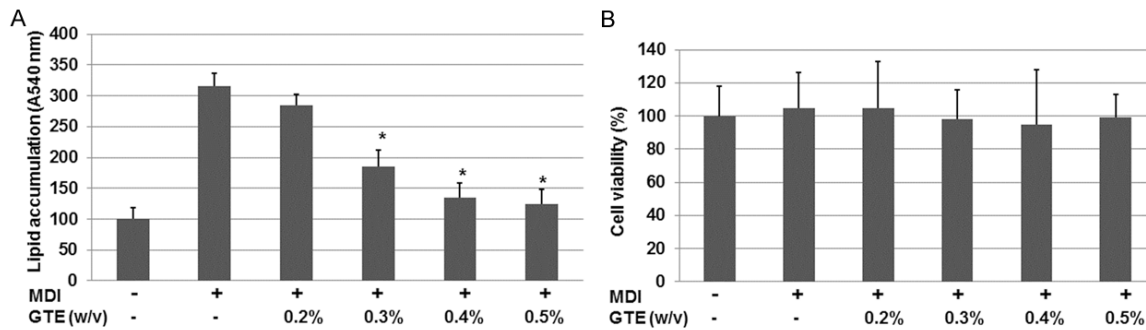 A
Lipid accumulation (A540 nm)
400
350
300
250
200
150
100
50
0
*
*
*
MDI - + + + + +
GTE (w/v) - - 0.2% 0.3% 0.4% 0.5%
B
Cell viability (%)
140
120
100
80
60
40
20
0
MDI - + + + + +
GTE (w/v) - - 0.2% 0.3% 0.4% 0.5%